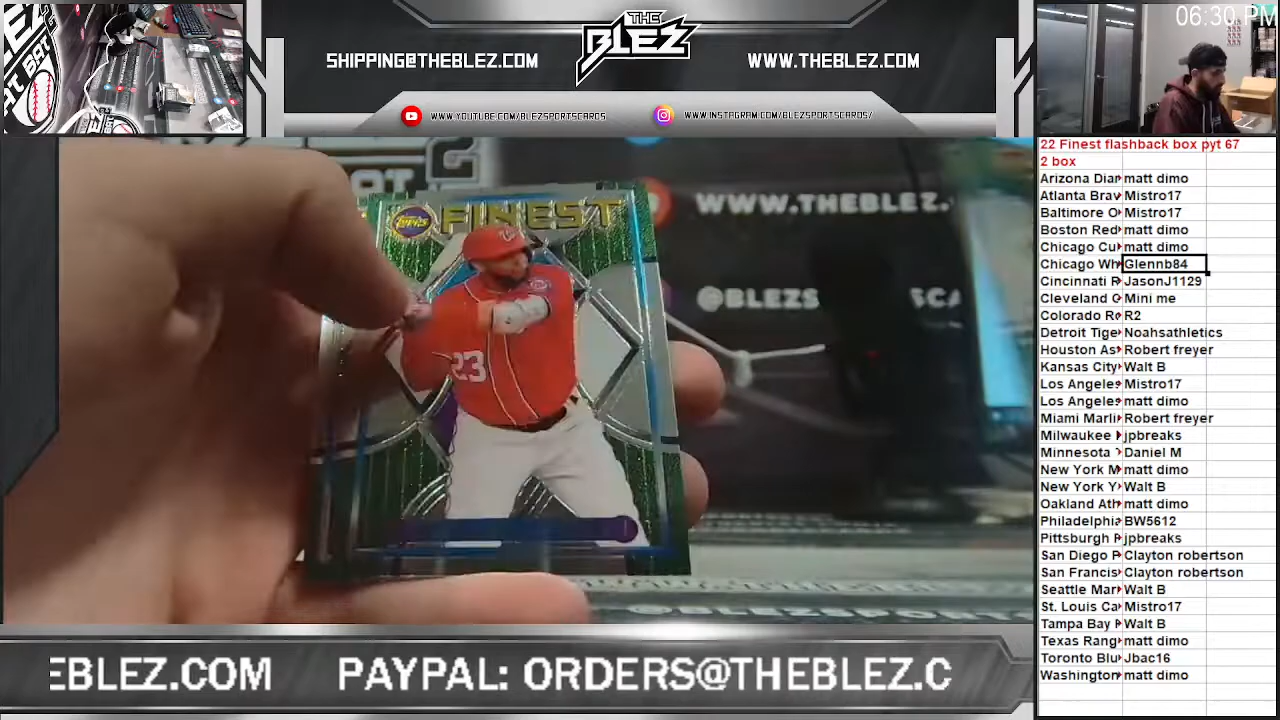 06:30 PM
THE
BLEZ
SHIPPING@THEBLEZ.COM
WWW.THEBLEZ.COM
WWW.YOUTUBE.COM/BLEZSPORTSCARDS
WWW.INSTAGRAM.COM/BLEZSPORTSCARDS/
22 Finest flashback box pyt 67
2 box
Arizona Diar matt dimo
Atlanta Brav Mistro17
Baltimore O Mistro17
Boston Red matt dimo
Chicago Cu matt dimo
Chicago Wh Glennb84
Cincinnati R JasonJ1129
Cleveland G Mini me
Colorado Ro R2
Detroit Tige Noahsathletics
Houston As Robert freyer
Kansas City Walt B
Los Angeles Mistro17
Los Angeles matt dimo
Miami Marli Robert freyer
Milwaukee jpbreaks
Minnesota Daniel M
New York M matt dimo
New York Y Walt B
Oakland Ath matt dimo
Philadelphia BW5612
Pittsburgh P jpbreaks
San Diego P Clayton robertson
San Francis Clayton robertson
Seattle Mar Walt B
St. Louis Ca Mistro17
Tampa Bay Walt B
Texas Rang matt dimo
Toronto Blu Jbac16
Washington matt dimo
WWW.THEBLEZ.
@BLEZS
SCA
FINEST
Topps
23
EBLEZ.COM PAYPAL: ORDERS@THEBLEZ.C